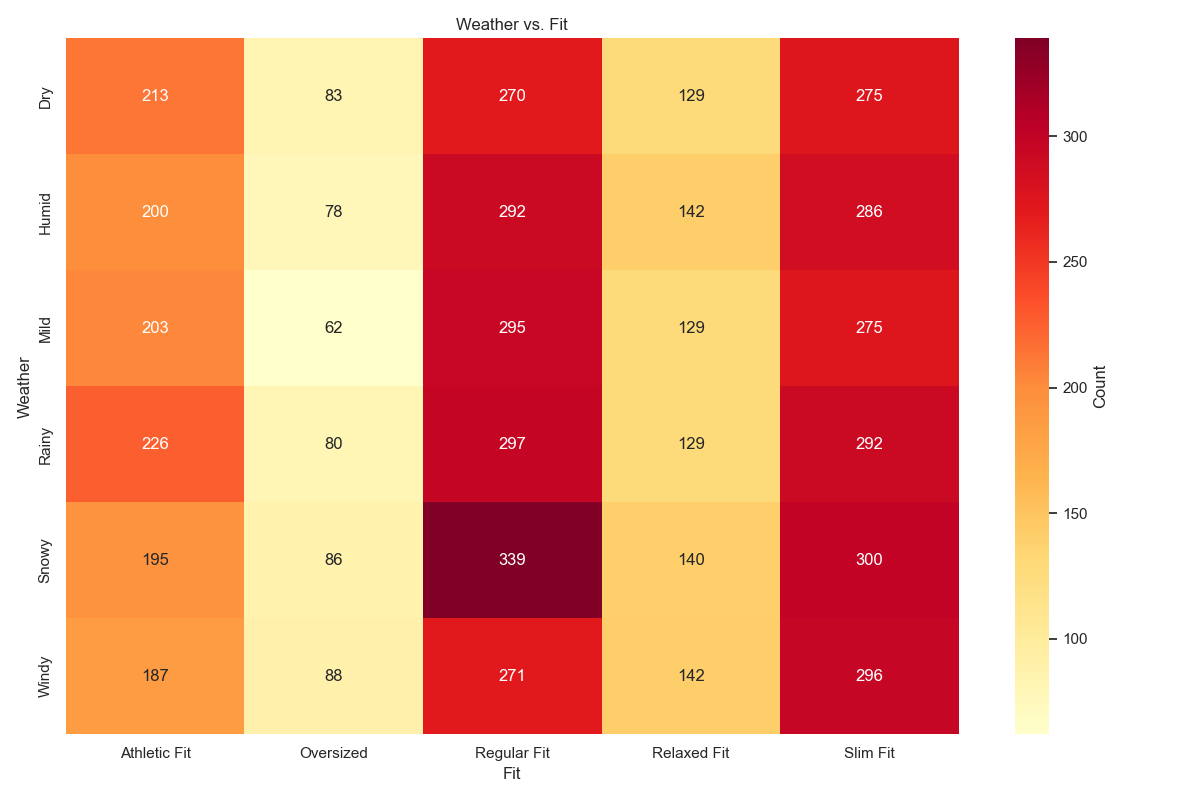 Weather vs. Fit
Weather
Dry 213 83 270 129 275
Humid 200 78 292 142 286
Mild 203 62 295 129 275
Rainy 226 80 297 129 292
Snowy 195 86 339 140 300
Windy 187 88 271 142 296
Athletic Fit Oversized Regular Fit Relaxed Fit Slim Fit
Fit
300
250
200
150
100
Count